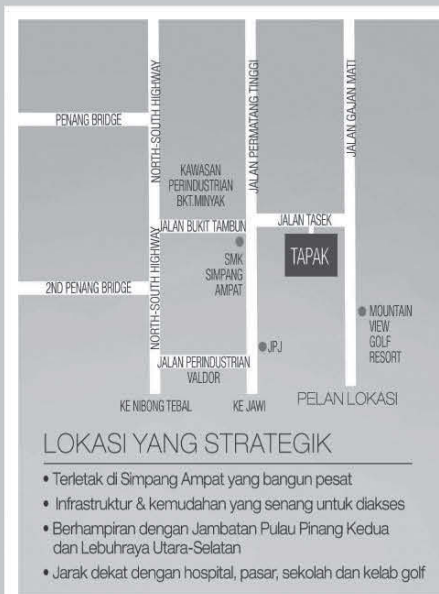 PENANG BRIDGE
NORTH-SOUTH HIGHWAY
JALAN PERMATANG TINGGI
JALAN GAJAN MATI
KAWASAN
PERINDUSTRIAN
BKT.MINYAK
JALAN BUKIT TAMBUN
JALAN TASEK
SMK
SIMPANG
AMPAT
TAPAK
2ND PENANG BRIDGE
NORTH-SOUTH HIGHWAY
MOUNTAIN
VIEW
GOLF
RESORT
JPJ
JALAN PERINDUSTRIAN
VALDOR
KE NIBONG TEBAL
KE JAWI
PELAN LOKASI
LOKASI YANG STRATEGIK
• Terletak di Simpang Ampat yang bangun pesat
• Infrastruktur & kemudahan yang senang untuk diakses
• Berhampiran dengan Jambatan Pulau Pinang Kedua
dan Lebuhraya Utara-Selatan
• Jarak dekat dengan hospital, pasar, sekolah dan kelab golf